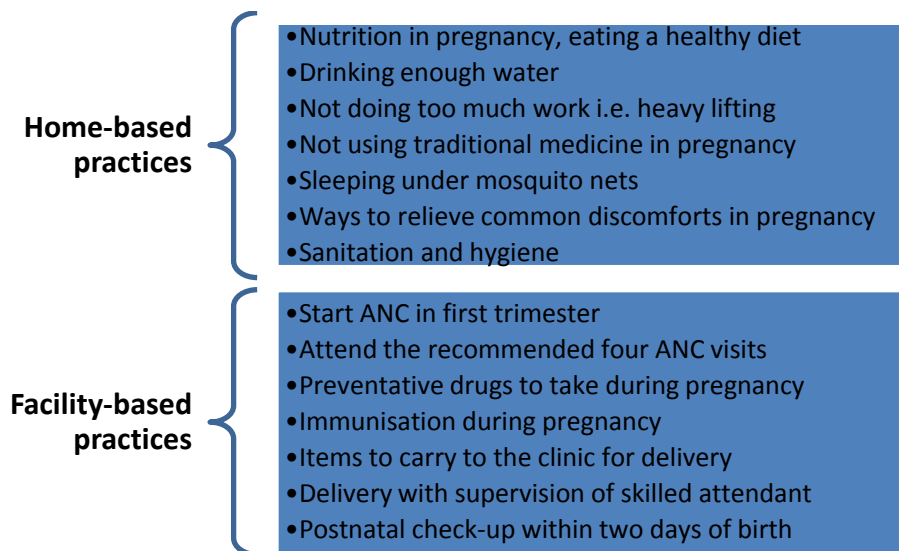 Home-based
practices
•Nutrition in pregnancy, eating a healthy diet
•Drinking enough water
•Not doing too much work i.e. heavy lifting
•Not using traditional medicine in pregnancy
•Sleeping under mosquito nets
•Ways to relieve common discomforts in pregnancy
•Sanitation and hygiene
Facility-based
practices
•Start ANC in first trimester
•Attend the recommended four ANC visits
•Preventative drugs to take during pregnancy
•Immunisation during pregnancy
•Items to carry to the clinic for delivery
•Delivery with supervision of skilled attendant
•Postnatal check-up within two days of birth